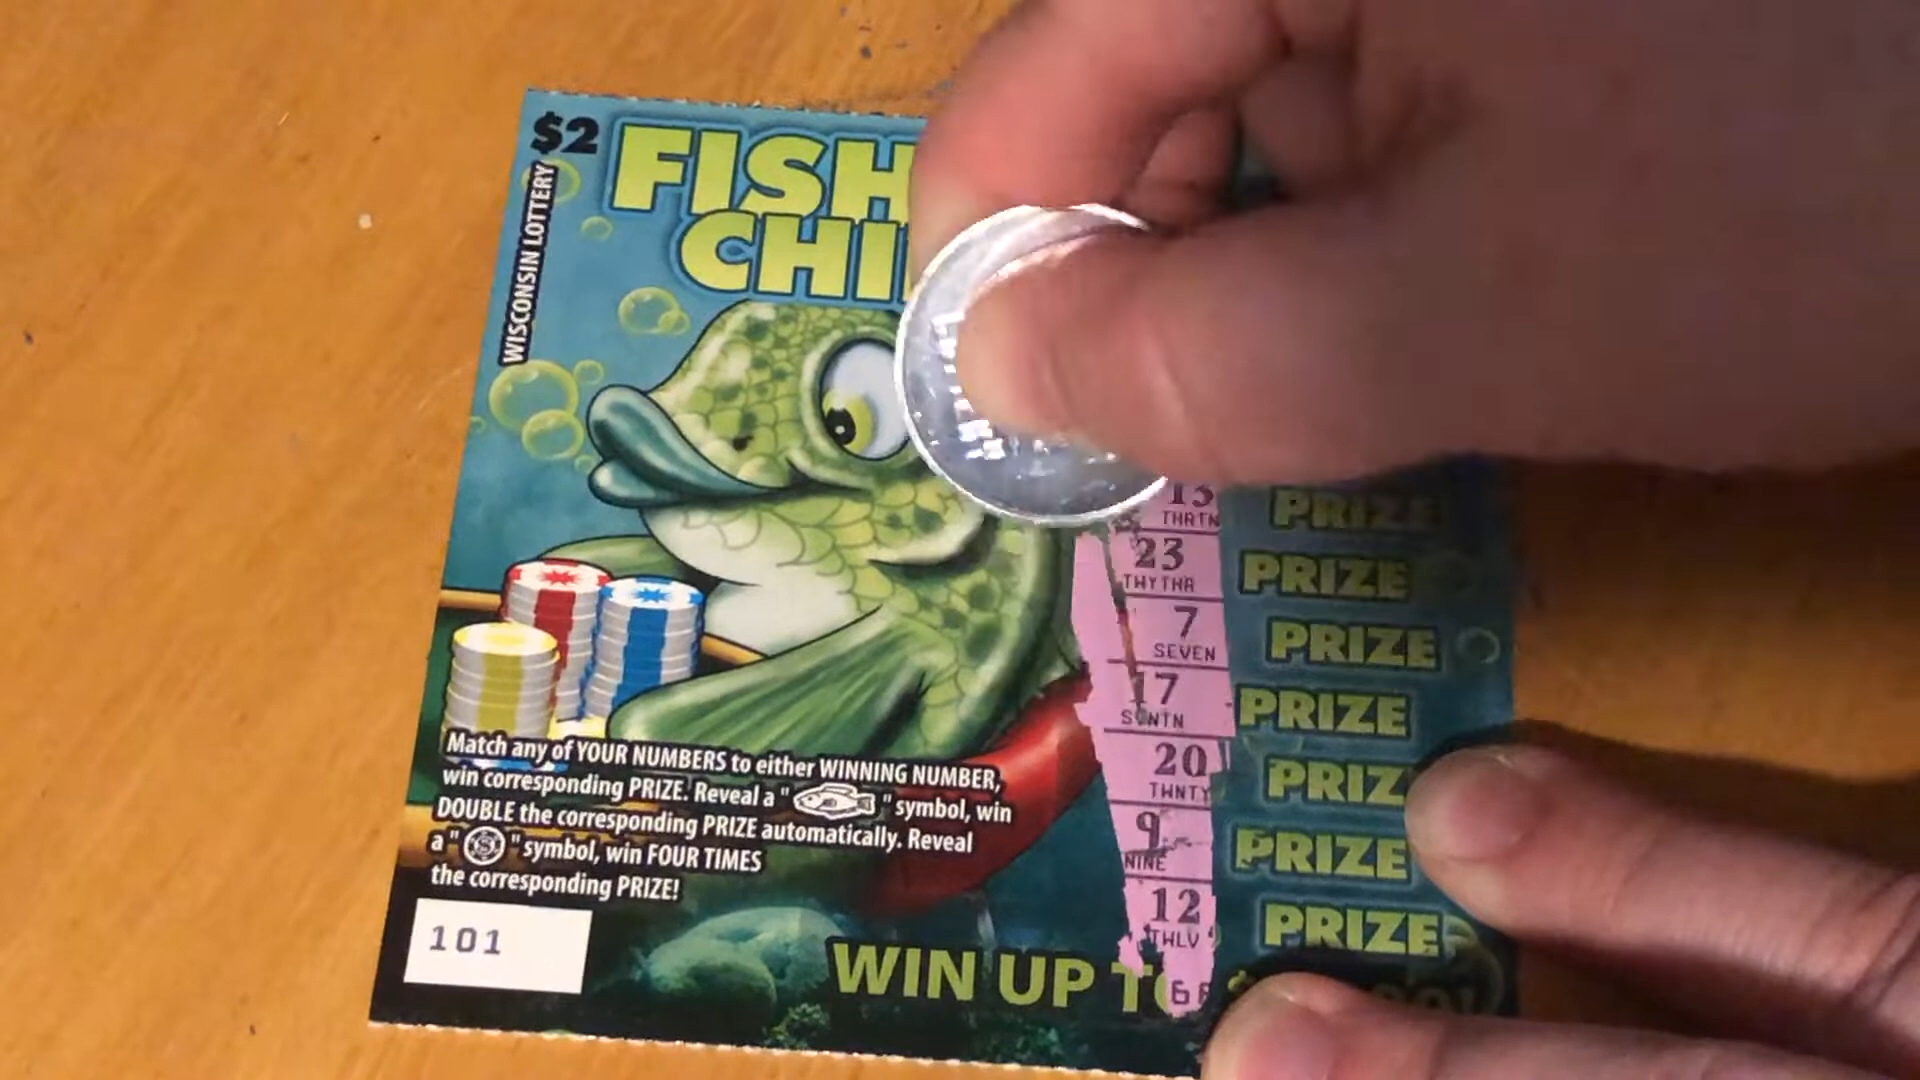 $2
WISCONSIN LOTTERY
FISH
CHI
13
THRTN
23
TWYTHR
PRIZE
PRIZE
7
SEVEN
PRIZE
17
SVNTN
PRIZE
20
TWNTY
PRIZ
9
NINE
PRIZE
12
TWLV
PRIZE
Match any of YOUR NUMBERS to either WINNING NUMBER,
win corresponding PRIZE. Reveal a " " symbol, win
DOUBLE the corresponding PRIZE automatically. Reveal
a " " symbol, win FOUR TIMES
the corresponding PRIZE!
101
WIN UP TO